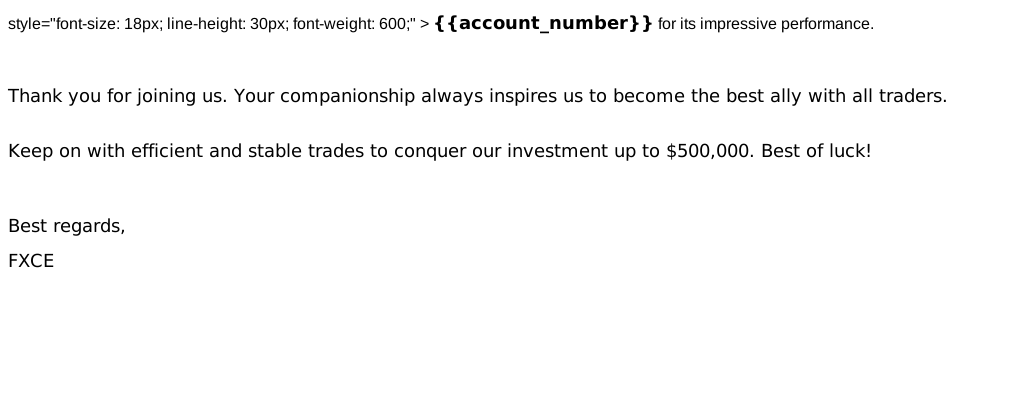 style="font-size: 18px; line-height: 30px; font-weight: 600;" > {{account_number}} for its impressive performance.
Thank you for joining us. Your companionship always inspires us to become the best ally with all traders.
Keep on with efficient and stable trades to conquer our investment up to $500,000. Best of luck!
Best regards,
FXCE